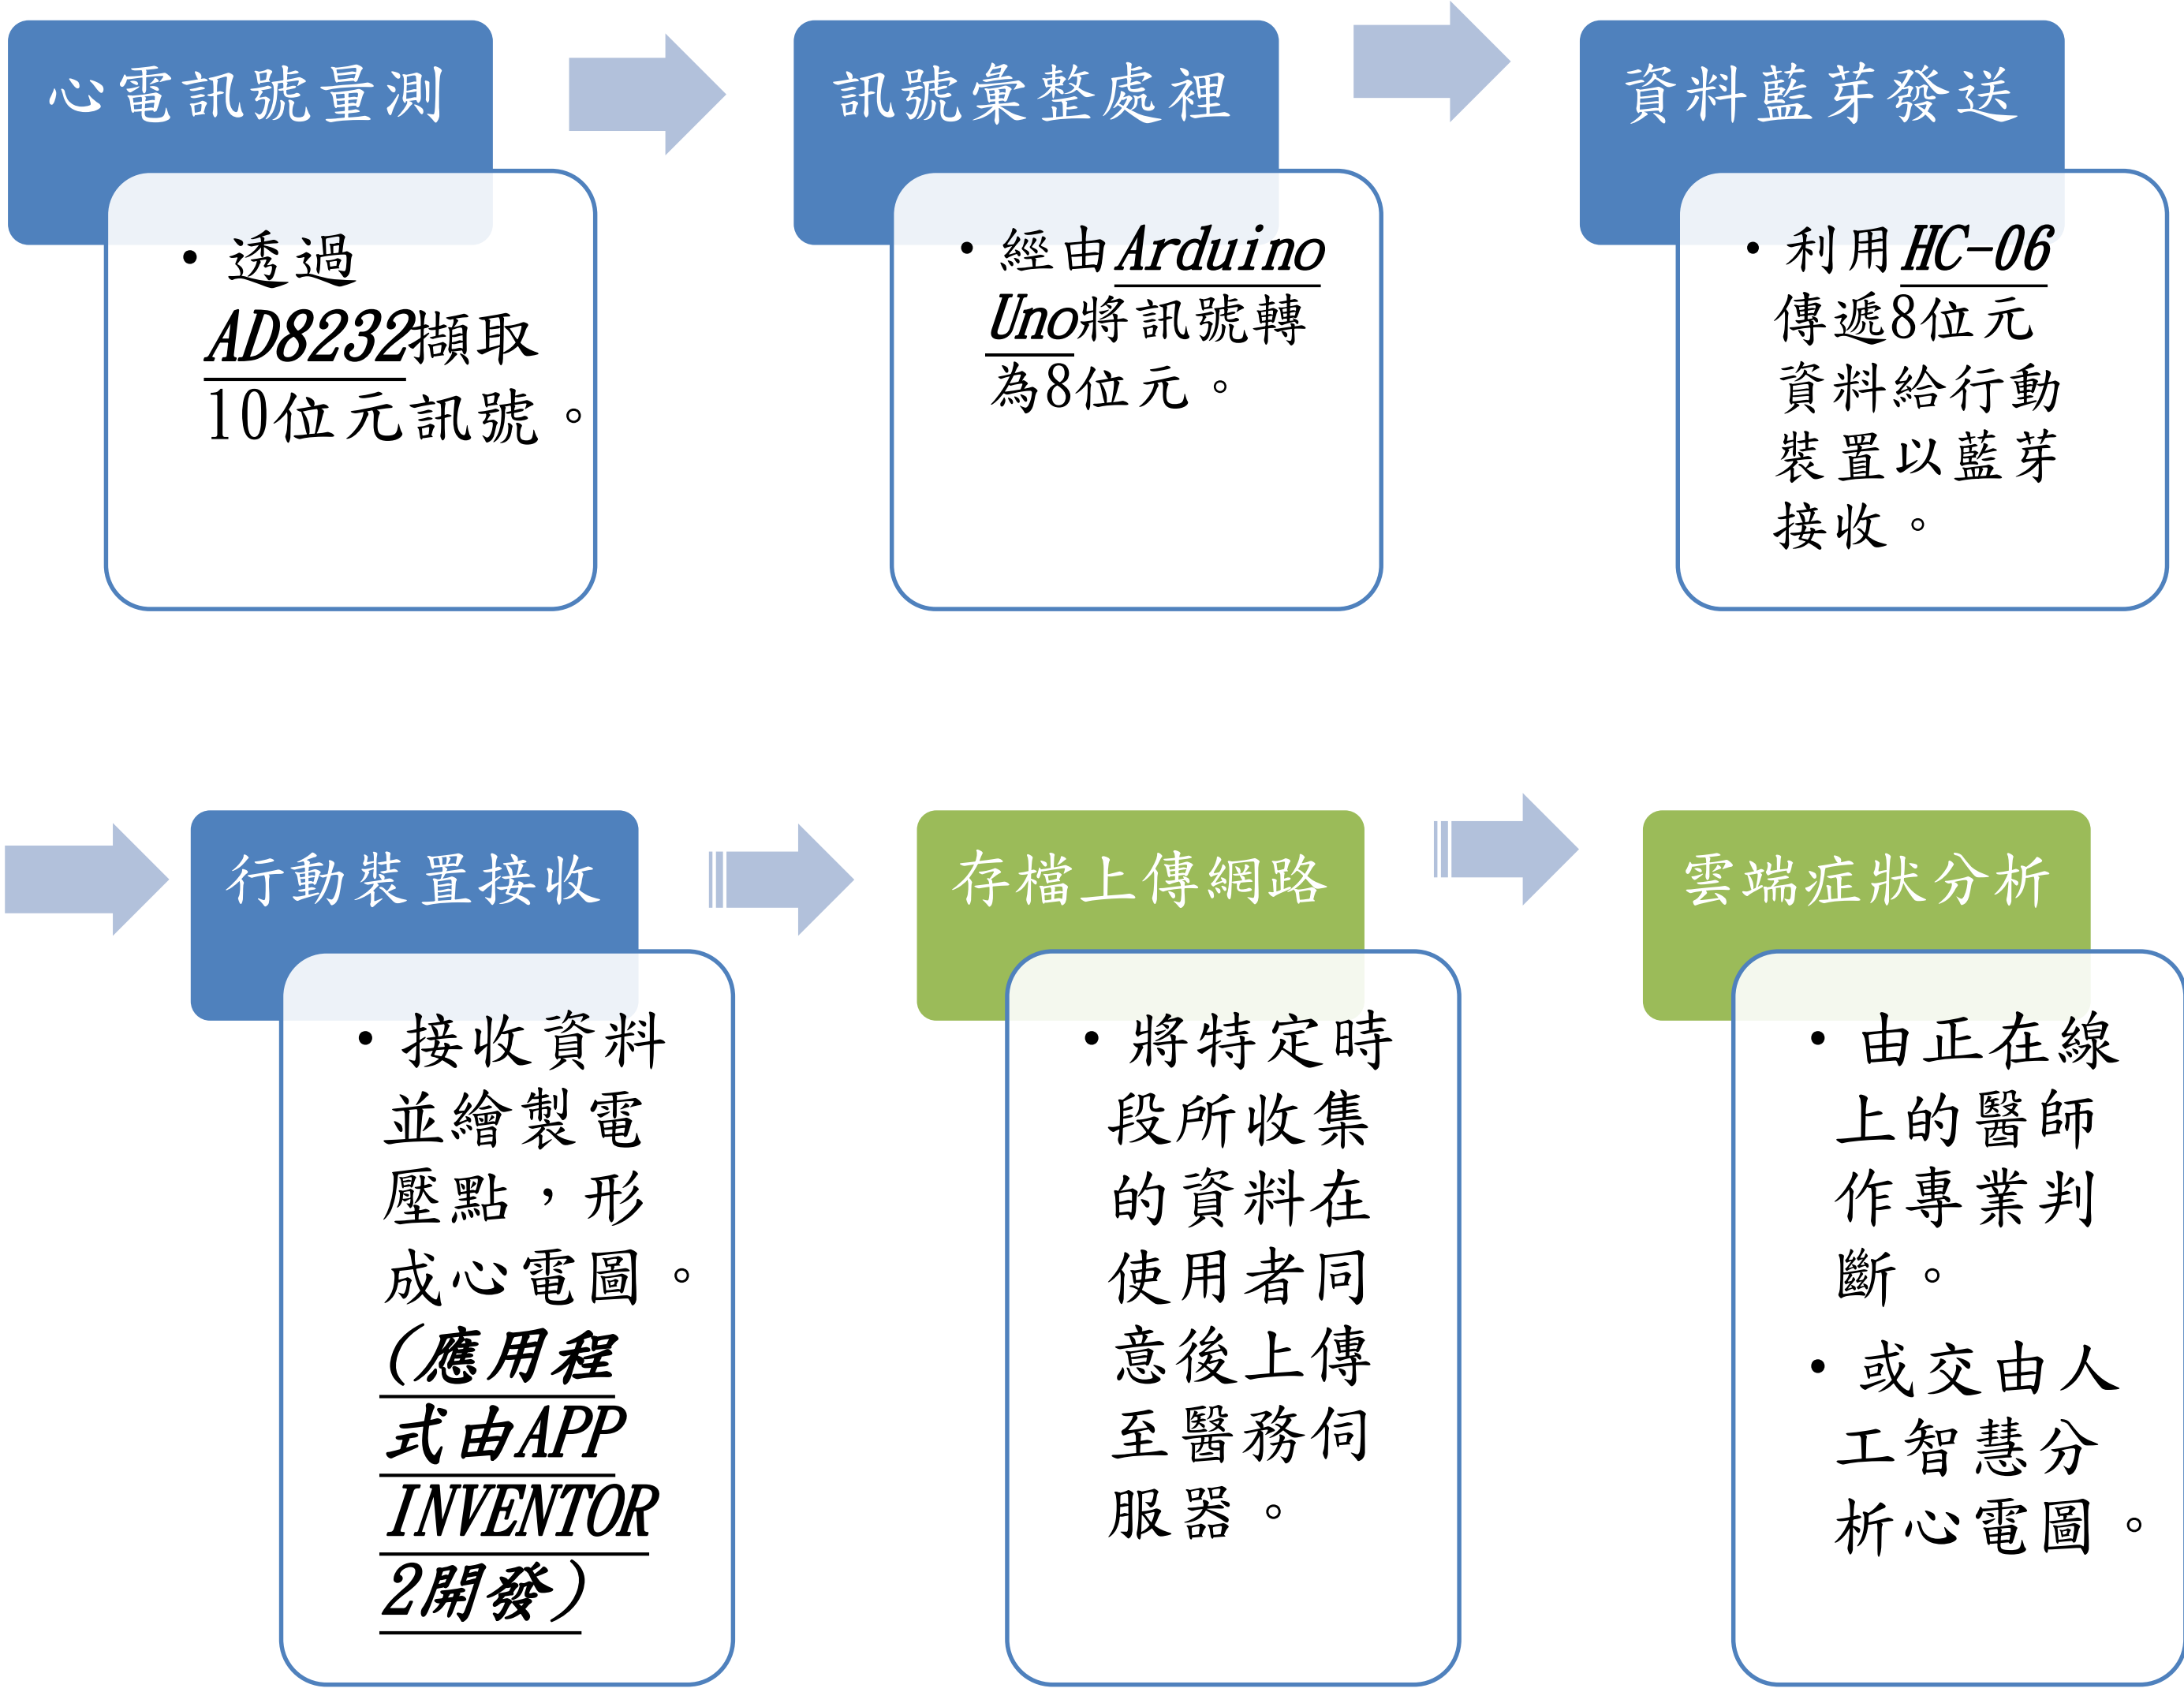 心電訊號量測
• 透過
AD8232讀取
10位元訊號。
訊號業數處理
• 經由Arduino
Uno將訊號轉
為8位元。
資料藍芽發送
• 利用HC-06
傳遞8位元
資料給行動
裝置以藍芽
接收。
行動裝置接收
• 接收資料
並繪製電
壓點，形
成心電圖。
(應用程
式由APP
INVENTOR
2開發)
存檔上傳網路
• 將特定時
段所收集
的資料在
使用者同
意後上傳
至醫務伺
服器。
雲端症狀分析
• 由正在線
上的醫師
作專業判
斷。
• 或交由人
工智慧分
析心電圖。